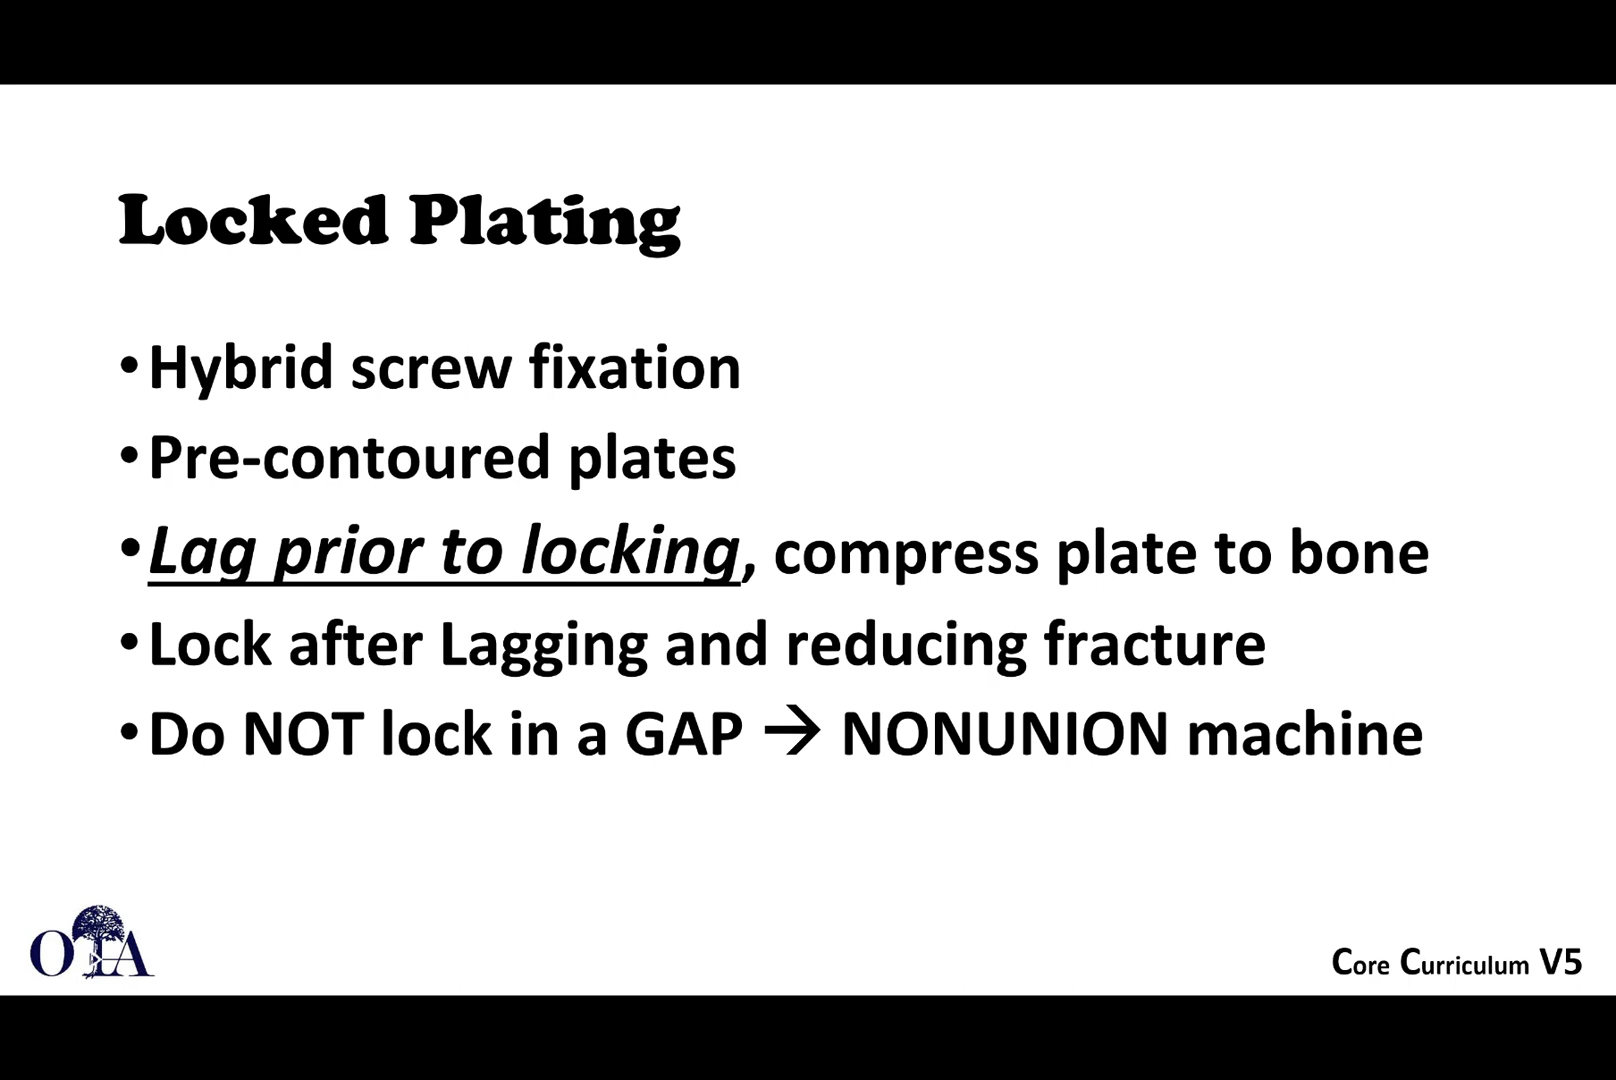 Locked Plating
•Hybrid screw fixation
•Pre-contoured plates
•Lag prior to locking, compress plate to bone
•Lock after Lagging and reducing fracture
•Do NOT lock in a GAP → NONUNION machine
OTA
Core Curriculum V5